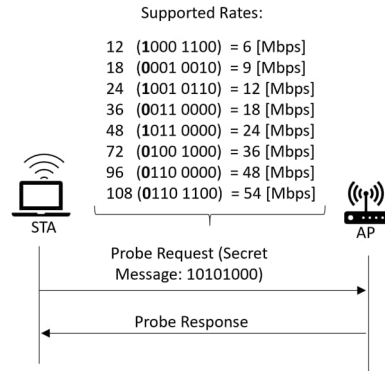 Supported Rates:
12 (1000 1100) = 6 [Mbps]
18 (0001 0010) = 9 [Mbps]
24 (1001 0110) = 12 [Mbps]
36 (0011 0000) = 18 [Mbps]
48 (1011 0000) = 24 [Mbps]
72 (0100 1000) = 36 [Mbps]
96 (0110 0000) = 48 [Mbps]
108 (0110 1100) = 54 [Mbps]
STA
AP
Probe Request (Secret
Message: 10101000)
Probe Response